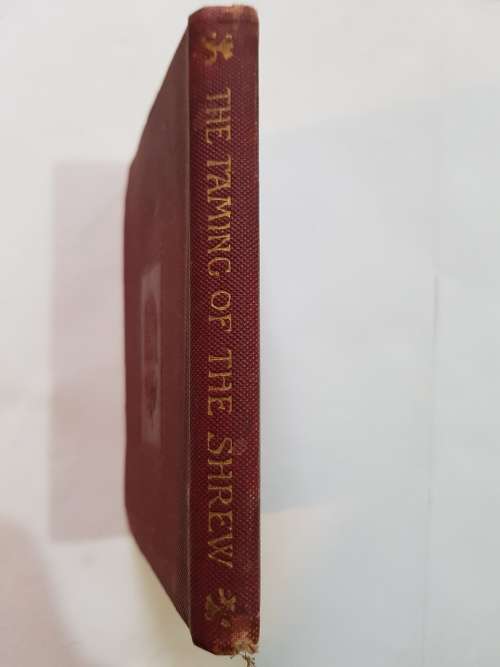 THE TAMING OF THE SHREW